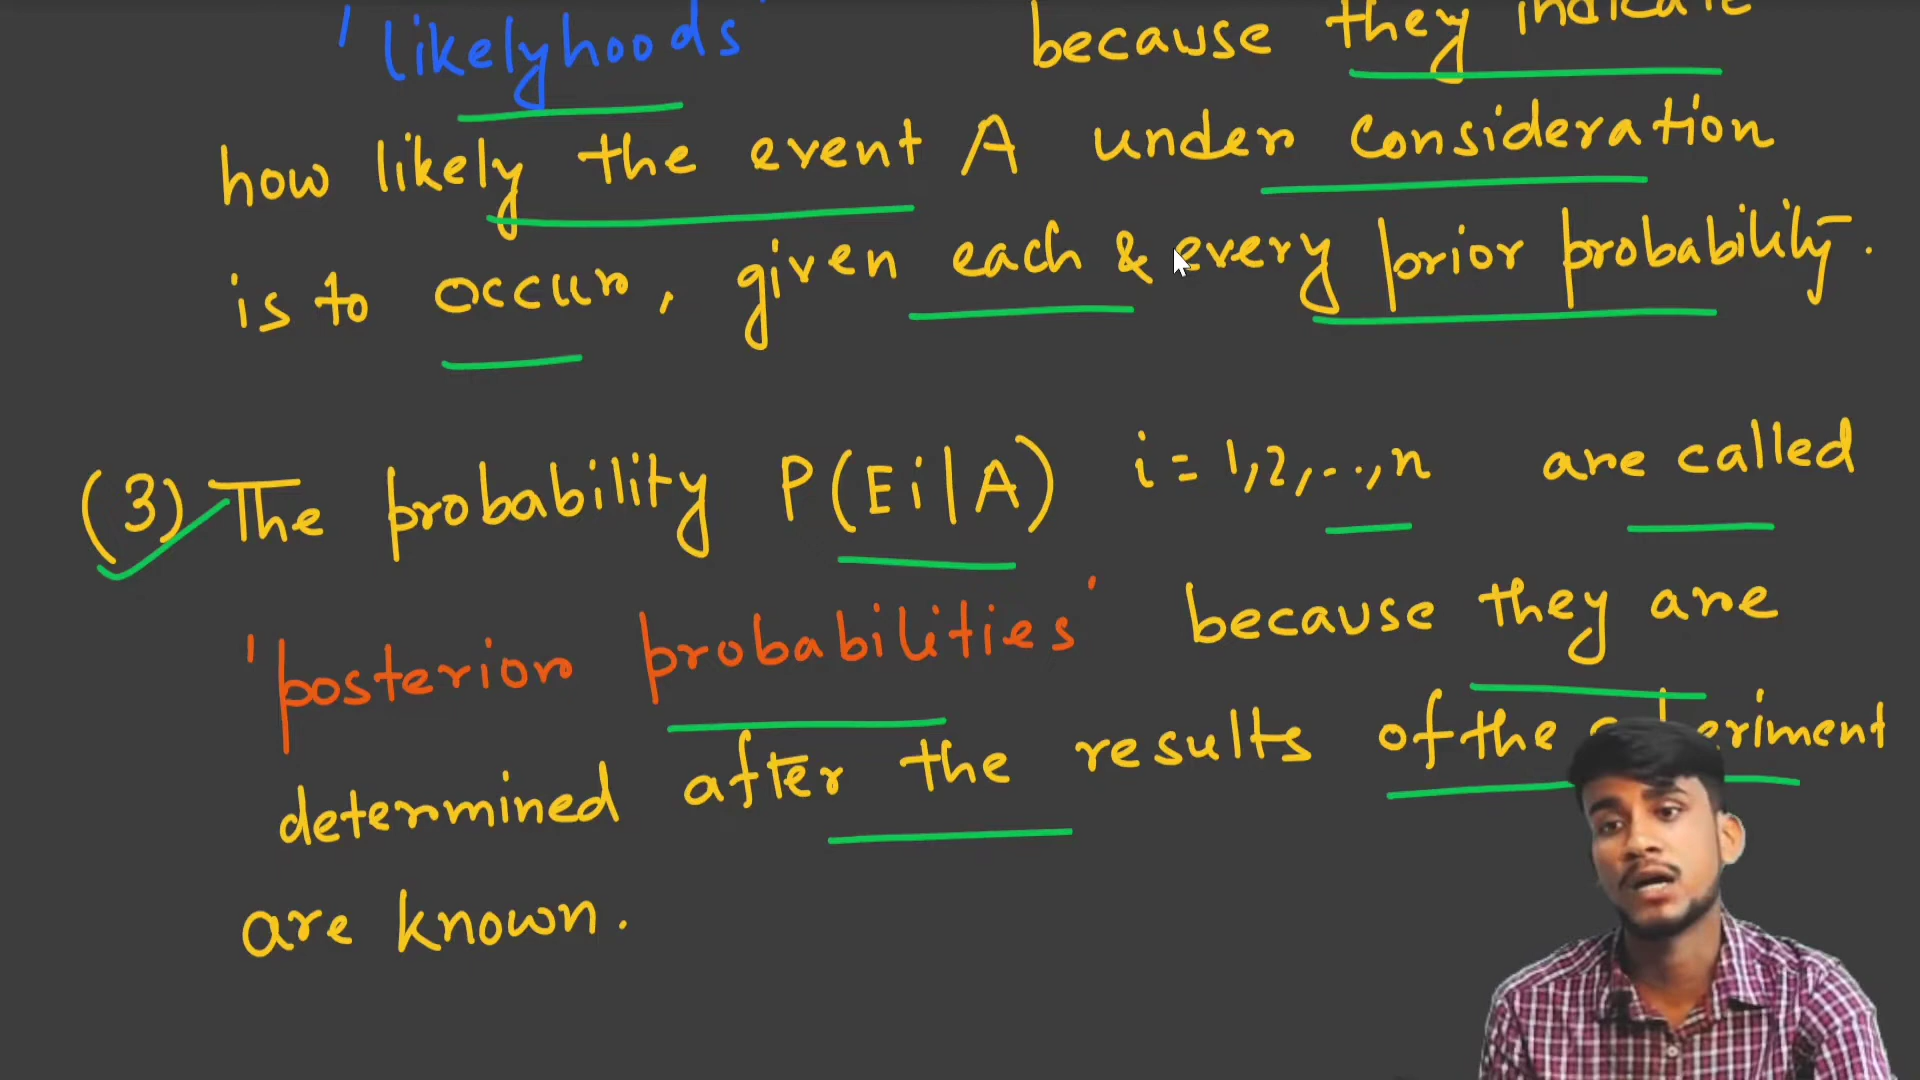 'likelyhoods' because they indicate
how likely the event A under consideration
is to occur, given each & every prior probability.
(3) The probability P(Ei|A) i = 1,2,...,n are called
'posterior probabilities' because they are
determined after the results of the experiment
are known.